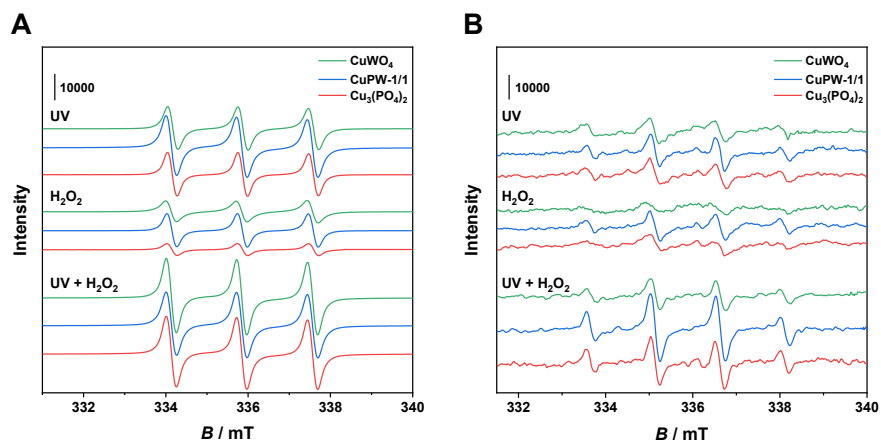 A
10000
CuWO₄
CuPW-1/1
Cu₃(PO₄)₂
UV
H₂O₂
UV + H₂O₂
Intensity
332 334 336 338 340
B / mT
B
10000
CuWO₄
CuPW-1/1
Cu₃(PO₄)₂
UV
H₂O₂
UV + H₂O₂
Intensity
332 334 336 338 340
B / mT